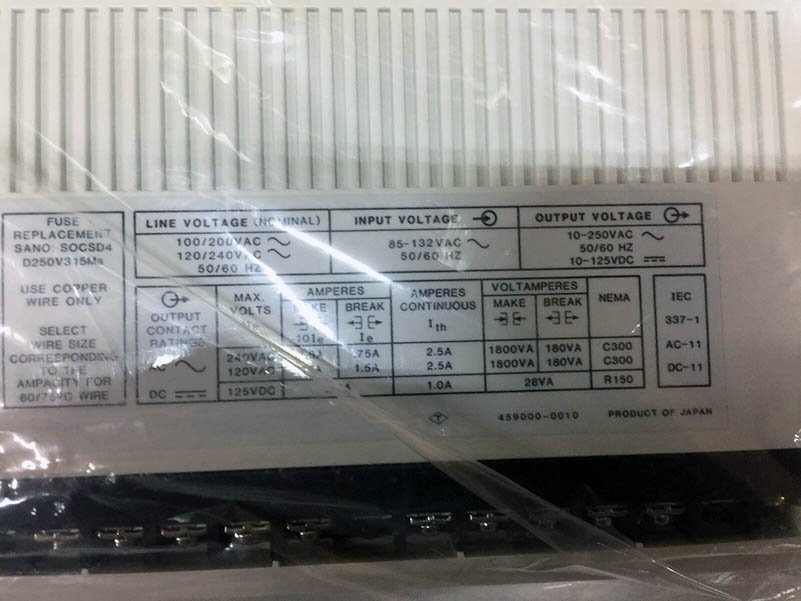 FUSE
REPLACEMENT
SANO: SOCSD4
D250V315Ma
USE COPPER
WIRE ONLY
SELECT
WIRE SIZE
CORRESPONDING
TO THE
AMPACITY FOR
60/75°C WIRE
LINE VOLTAGE (NOMINAL)
100/200VAC
120/240VAC
50/60 HZ
INPUT VOLTAGE
85-132VAC
50/60 HZ
OUTPUT VOLTAGE
10-250VAC
50/60 HZ
10-125VDC
OUTPUT
CONTACT
RATINGS
MAX.
VOLTS
AMPERES
MAKE BREAK
10Ie Ie
AMPERES
CONTINUOUS
Ith
VOLTAMPERES
MAKE BREAK
NEMA
240VAC .75A 2.5A 1800VA 180VA C300
120VAC 1.5A 2.5A 1800VA 180VA C300
DC 125VDC 1.0A 28VA R150
IEC
337-1
AC-11
DC-11
T 459000-0010 PRODUCT OF JAPAN